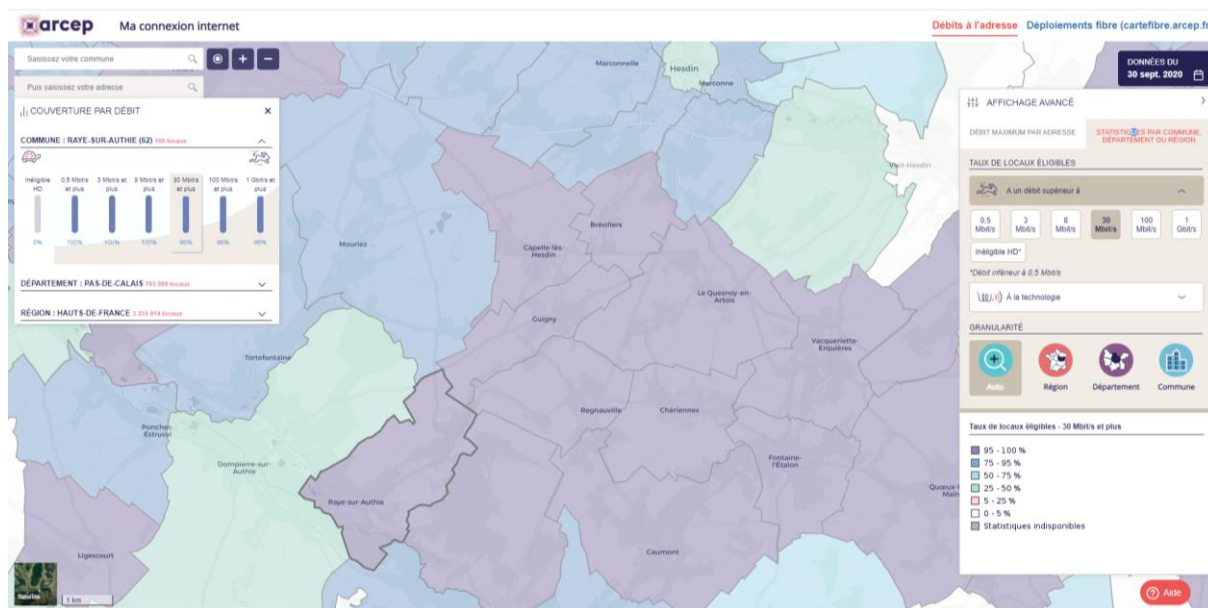 arcep
Ma connexion internet
Débits à l'adresse
Déploiements fibre (cartefibre.arcep.fr
Saisissez votre commune
Puis saisissez votre adresse
COUVERTURE PAR DÉBIT
COMMUNE : RAYE-SUR-AUTHIE (62) locaux
Inéligible HD
0,5 Mbit/s et plus
3 Mbit/s et plus
8 Mbit/s et plus
30 Mbit/s et plus
100 Mbit/s et plus
1 Gbit/s et plus
0%
100%
100%
100%
DÉPARTEMENT : PAS-DE-CALAIS locaux
RÉGION : HAUTS-DE-FRANCE locaux
Marconnelle
Hesdin
Marconne
Vieil-Hesdin
Mouriez
Brévillers
Capelle-lès-
Hesdin
Le Quesnoy-en-
Artois
Guigny
Vacqueriette-
Erquières
Tortefontaine
Regnauville
Chériennes
Ponches-
Estruval
Dompierre-sur-
Authie
Fontaine-
l'Étalon
Raye-sur-Authie
Ligescourt
Caumont
Satellite
1 km
DONNÉES DU
30 sept. 2020
AFFICHAGE AVANCÉ
DÉBIT MAXIMUM PAR ADRESSE
STATISTIQUES PAR COMMUNE,
DÉPARTEMENT OU RÉGION
TAUX DE LOCAUX ÉLIGIBLES
A un débit supérieur à
0.5 Mbit/s
3 Mbit/s
8 Mbit/s
30 Mbit/s
100 Mbit/s
1 Gbit/s
Inéligible HD*
*Débit inférieur à 0,5 Mbit/s
À la technologie
GRANULARITÉ
Auto
Région
Département
Commune
Taux de locaux éligibles - 30 Mbit/s et plus
95 - 100 %
75 - 95 %
50 - 75 %
25 - 50 %
5 - 25 %
0 - 5 %
Statistiques indisponibles
Aide